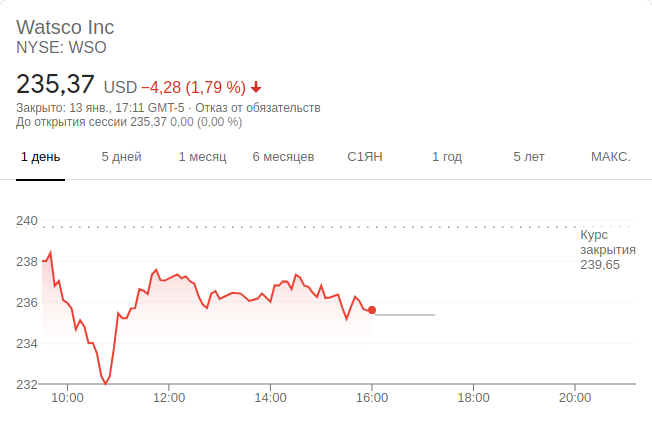 Watsco Inc
NYSE: WSO
235,37 USD −4,28 (1,79 %)
Закрыто: 13 янв., 17:11 GMT-5 · Отказ от обязательств
До открытия сессии 235,37 0,00 (0,00 %)
1 день 5 дней 1 месяц 6 месяцев С1ЯН 1 год 5 лет МАКС.
240
Курс
закрытия
239,65
238
236
234
232
10:00 12:00 14:00 16:00 18:00 20:00